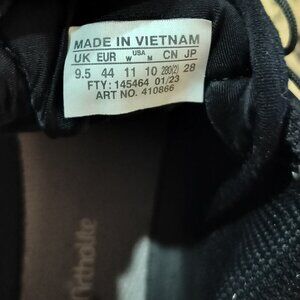 MADE IN VIETNAM
UK EUR USA W M CN JP
9.5 44 11 10 280(2) 28
FTY: 145464 01/23
ART NO. 410866
Ortholite